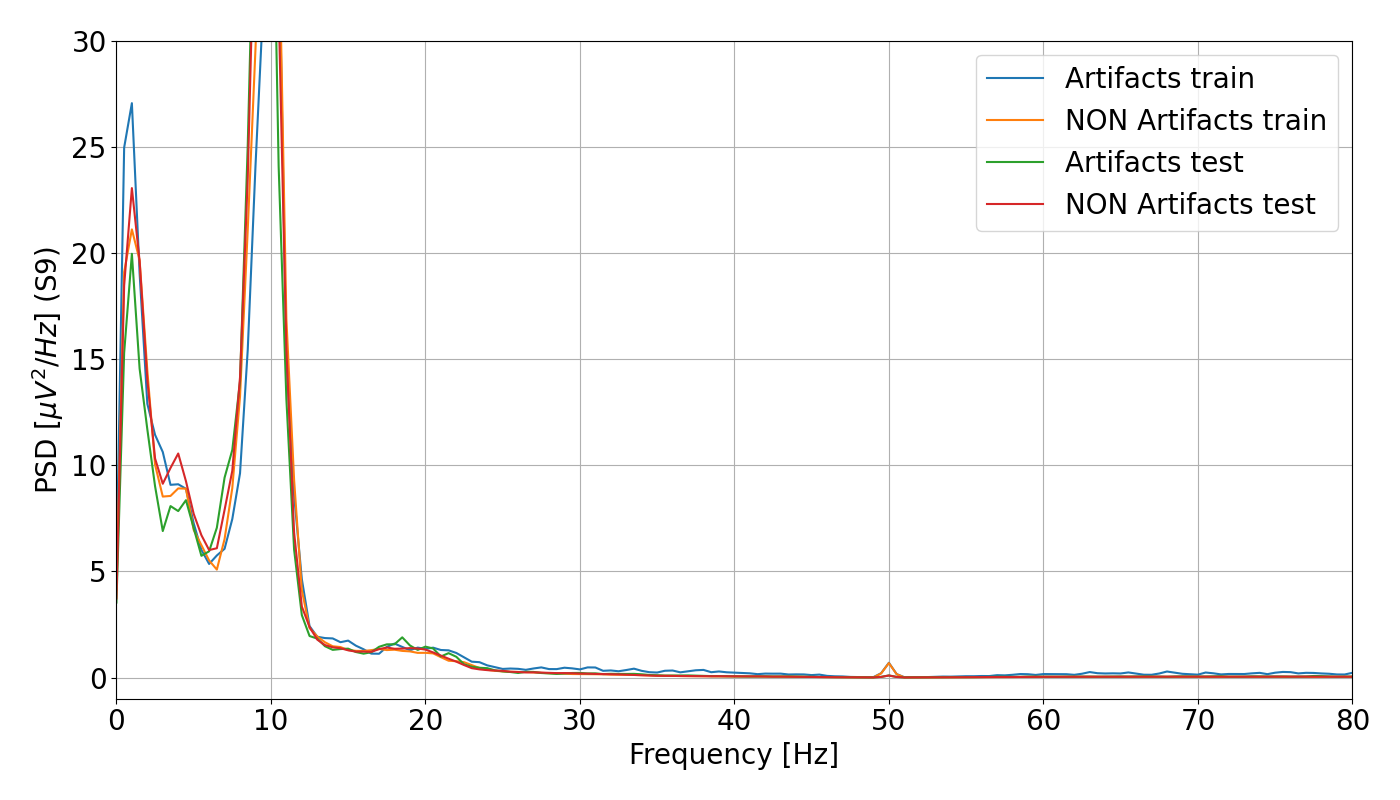 30
25
20
15
10
5
0
PSD [μV²/Hz] (S9)
Artifacts train
NON Artifacts train
Artifacts test
NON Artifacts test
0 10 20 30 40 50 60 70 80
Frequency [Hz]